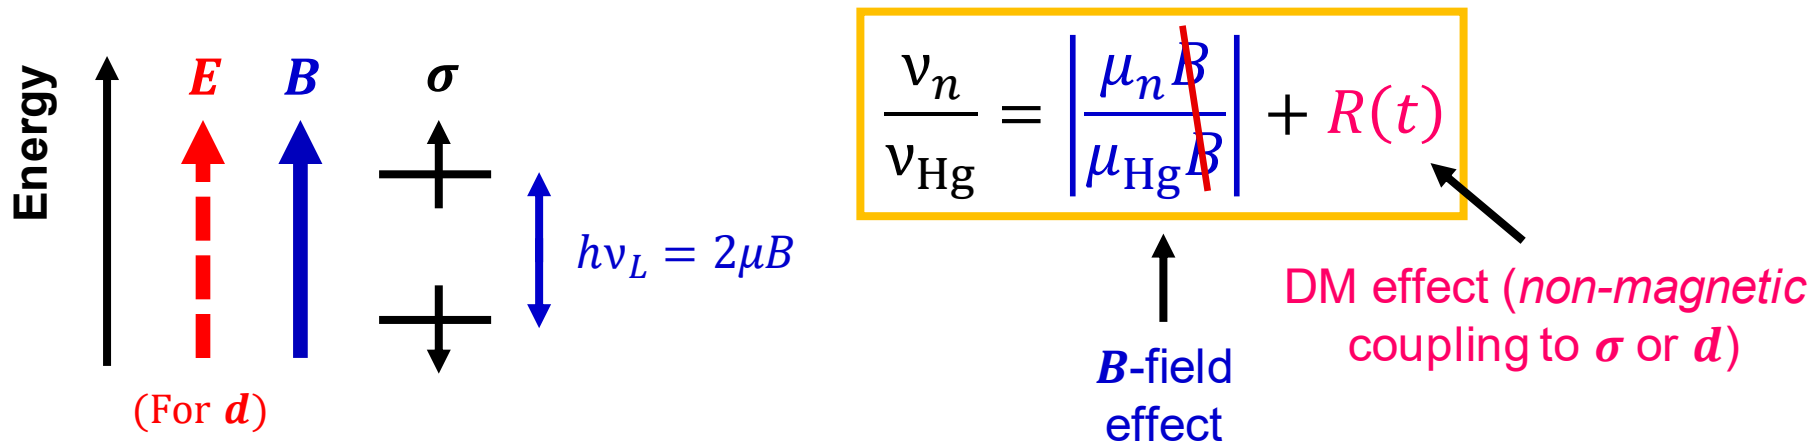 Energy
E B σ
(For d)
hν_L = 2μB
ν_n / ν_Hg = |μ_n B / μ_Hg B| + R(t)
B-field
effect
DM effect (non-magnetic
coupling to σ or d)